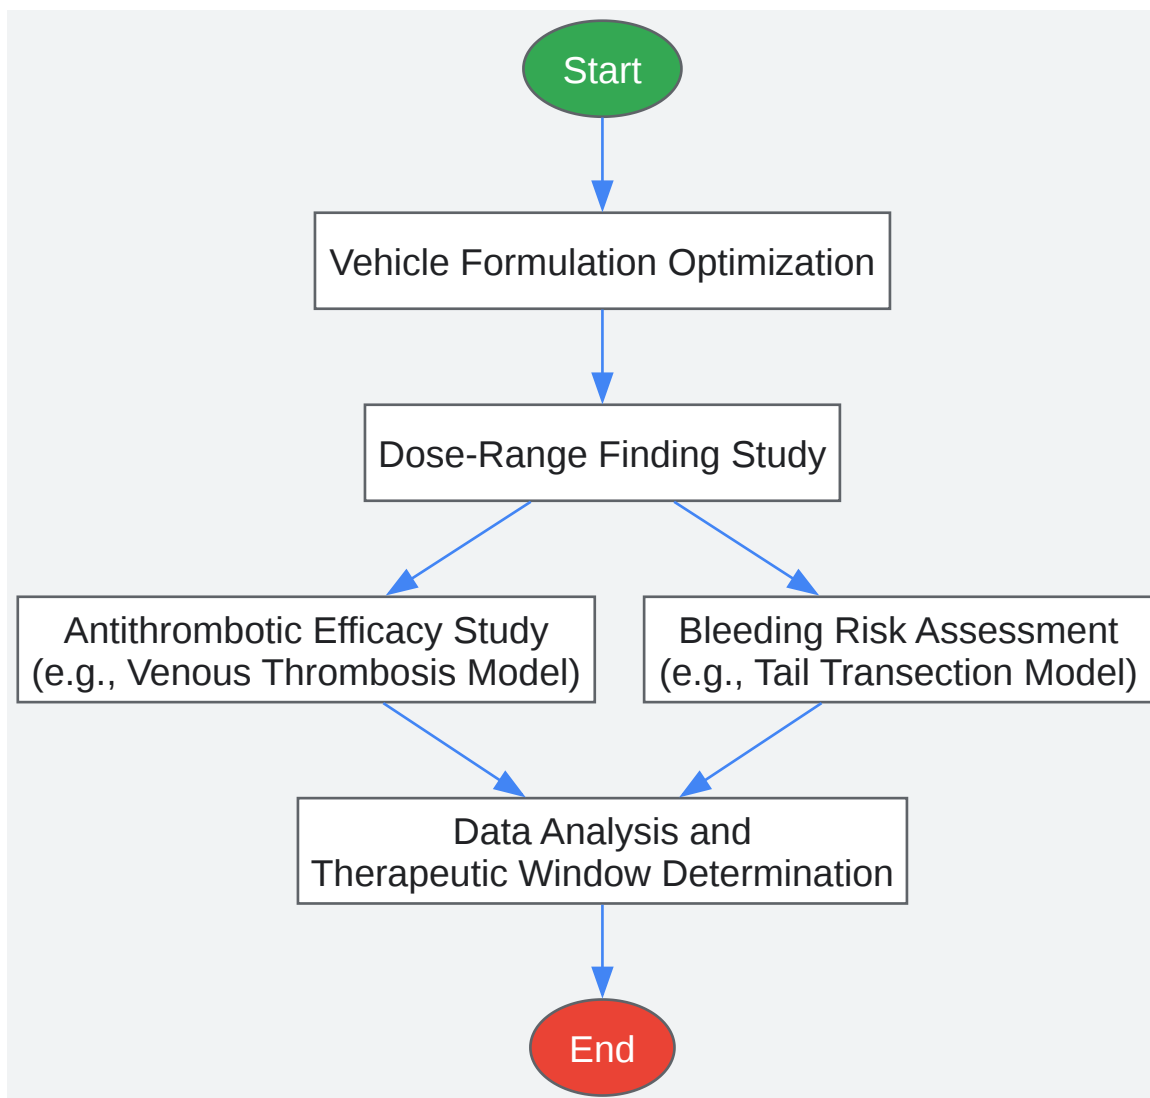 Start
Vehicle Formulation Optimization
Dose-Range Finding Study
Antithrombotic Efficacy Study
(e.g., Venous Thrombosis Model)
Bleeding Risk Assessment
(e.g., Tail Transection Model)
Data Analysis and
Therapeutic Window Determination
End